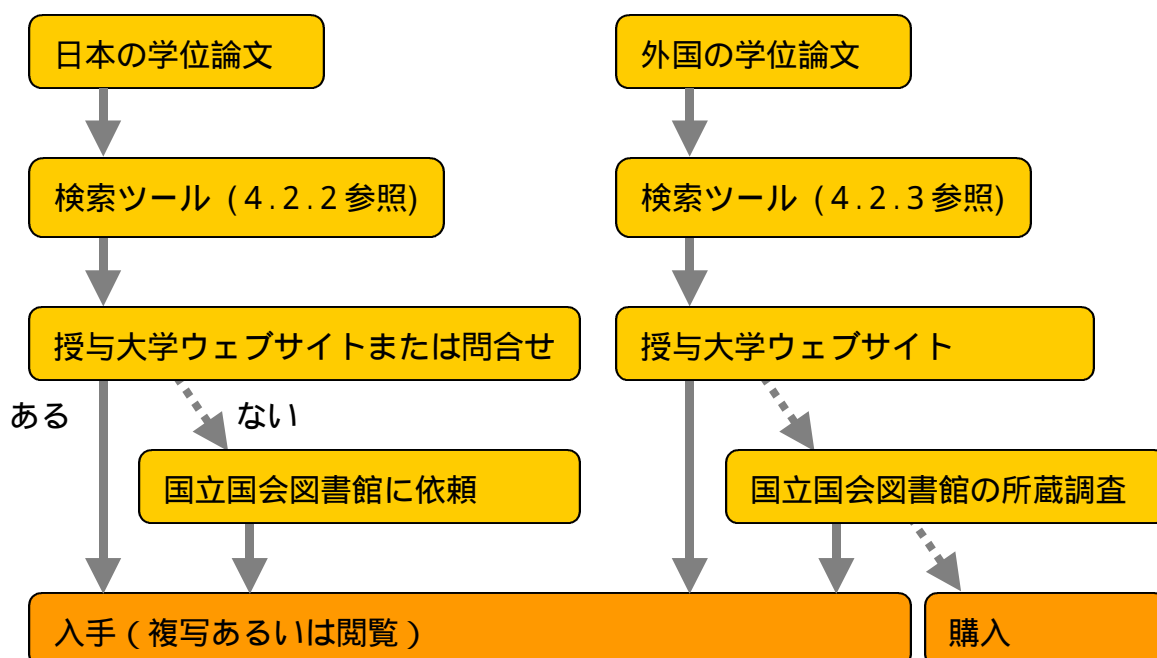 日本の学位論文
外国の学位論文
検索ツール (4.2.2参照)
検索ツール (4.2.3参照)
授与大学ウェブサイトまたは問合せ
授与大学ウェブサイト
ある
ない
国立国会図書館に依頼
国立国会図書館の所蔵調査
入手(複写あるいは閲覧)
購入